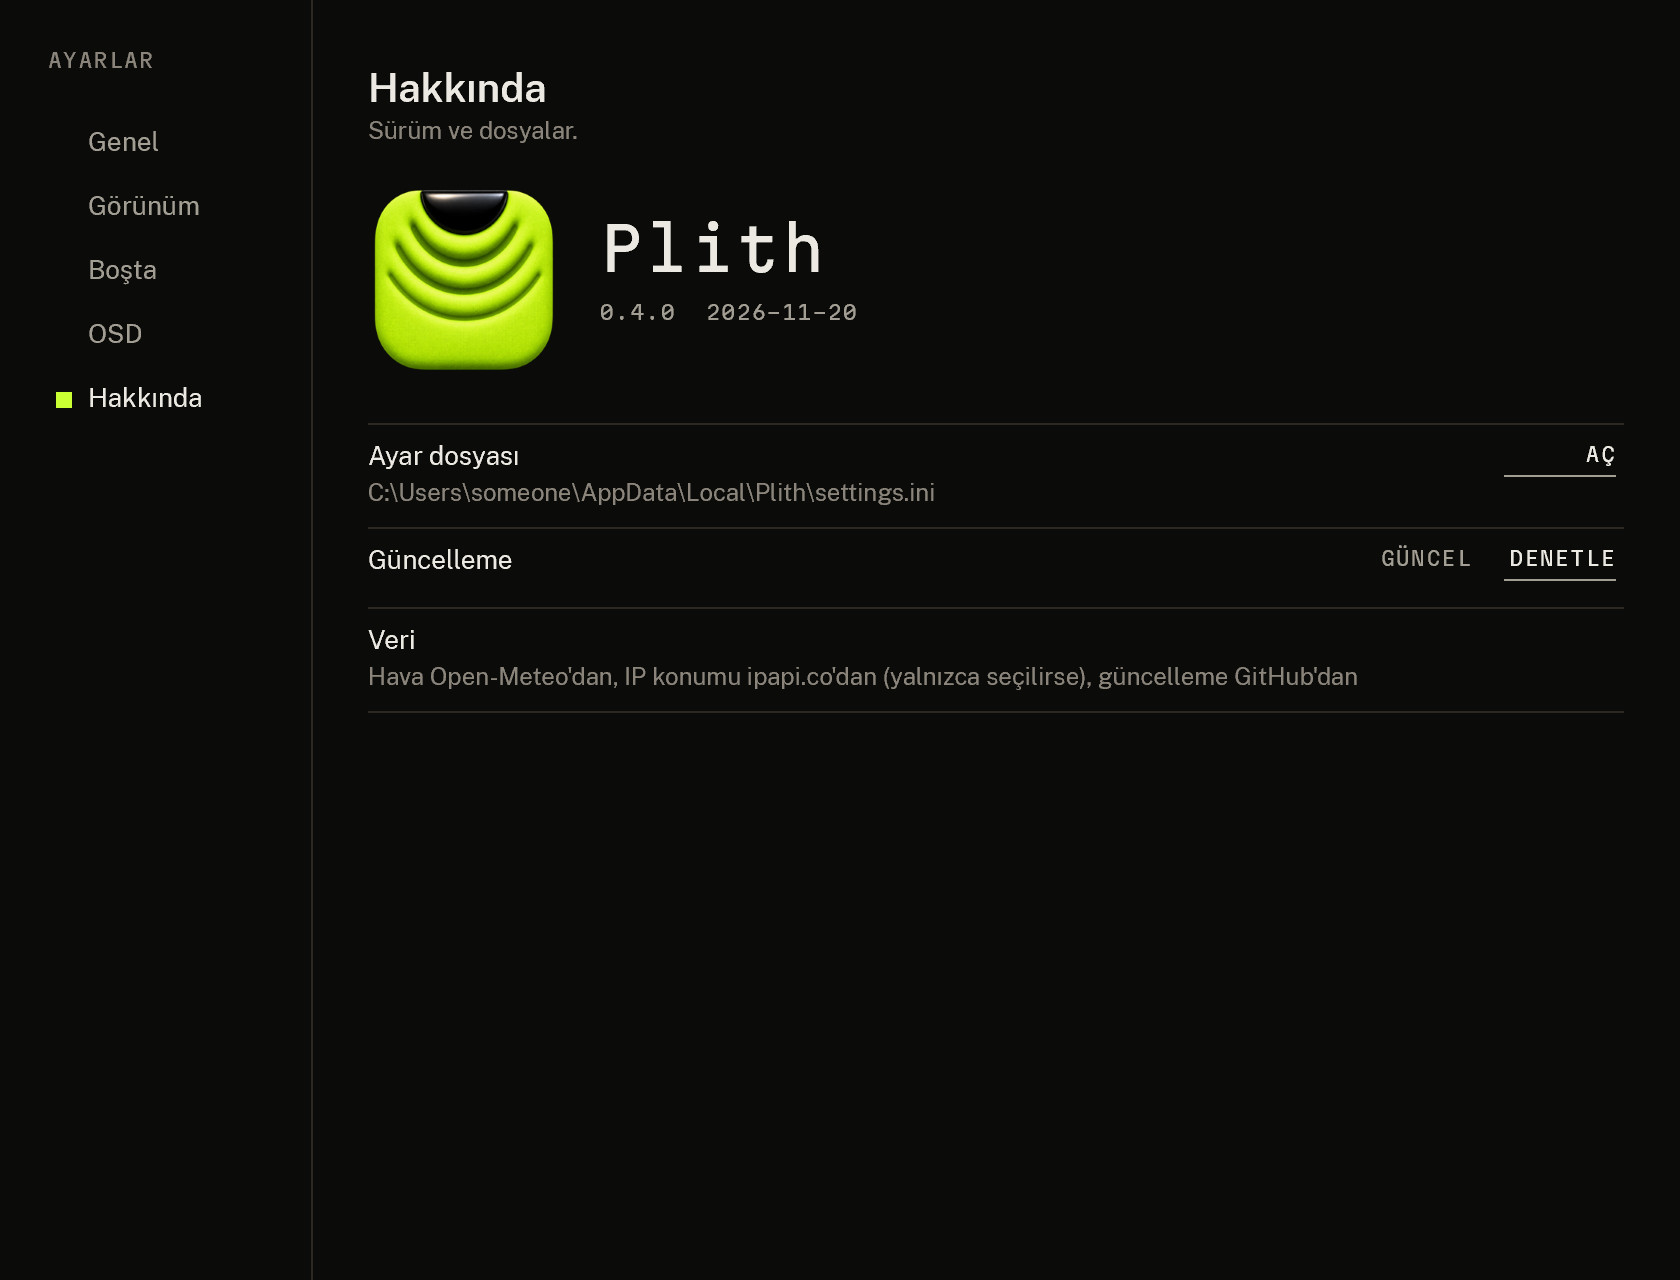 AYARLAR
Genel
Görünüm
Boşta
OSD
Hakkında
Hakkında
Sürüm ve dosyalar.
Plith
0.4.0 2026-11-20
Ayar dosyası
AÇ
C:\Users\someone\AppData\Local\Plith\settings.ini
Güncelleme
GÜNCEL DENETLE
Veri
Hava Open-Meteo'dan, IP konumu ipapi.co'dan (yalnızca seçilirse), güncelleme GitHub'dan